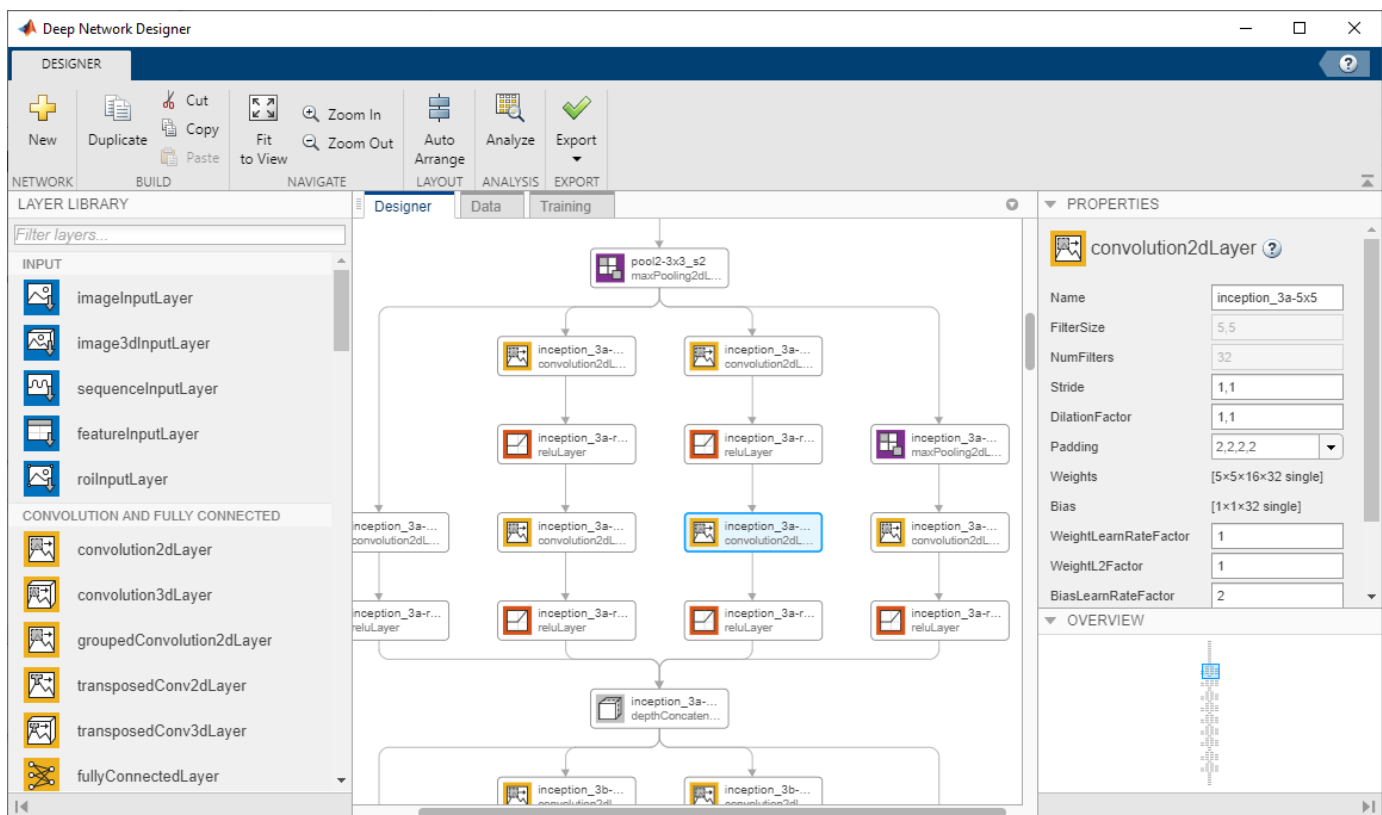 Deep Network Designer
DESIGNER
New
Duplicate
Cut
Copy
Paste
Fit
to View
Zoom In
Zoom Out
Auto
Arrange
Analyze
Export
NETWORK
BUILD
NAVIGATE
LAYOUT
ANALYSIS
EXPORT
LAYER LIBRARY
Filter layers...
INPUT
imageInputLayer
image3dInputLayer
sequenceInputLayer
featureInputLayer
roiInputLayer
CONVOLUTION AND FULLY CONNECTED
convolution2dLayer
convolution3dLayer
groupedConvolution2dLayer
transposedConv2dLayer
transposedConv3dLayer
fullyConnectedLayer
Designer
Data
Training
pool2-3x3_s2
maxPooling2dL...
inception_3a-...
convolution2dL...
inception_3a-...
convolution2dL...
inception_3a-r...
reluLayer
inception_3a-r...
reluLayer
inception_3a-...
maxPooling2dL...
nception_3a-...
convolution2dL...
inception_3a-...
convolution2dL...
inception_3a-...
convolution2dL...
inception_3a-...
convolution2dL...
nception_3a-r...
reluLayer
inception_3a-r...
reluLayer
inception_3a-r...
reluLayer
inception_3a-r...
reluLayer
inception_3a-...
depthConcaten...
inception_3b-...
convolution2dL...
inception_3b-...
convolution2dL...
PROPERTIES
convolution2dLayer
Name inception_3a-5x5
FilterSize 5,5
NumFilters 32
Stride 1,1
DilationFactor 1,1
Padding 2,2,2,2
Weights [5×5×16×32 single]
Bias [1×1×32 single]
WeightLearnRateFactor 1
WeightL2Factor 1
BiasLearnRateFactor 2
OVERVIEW